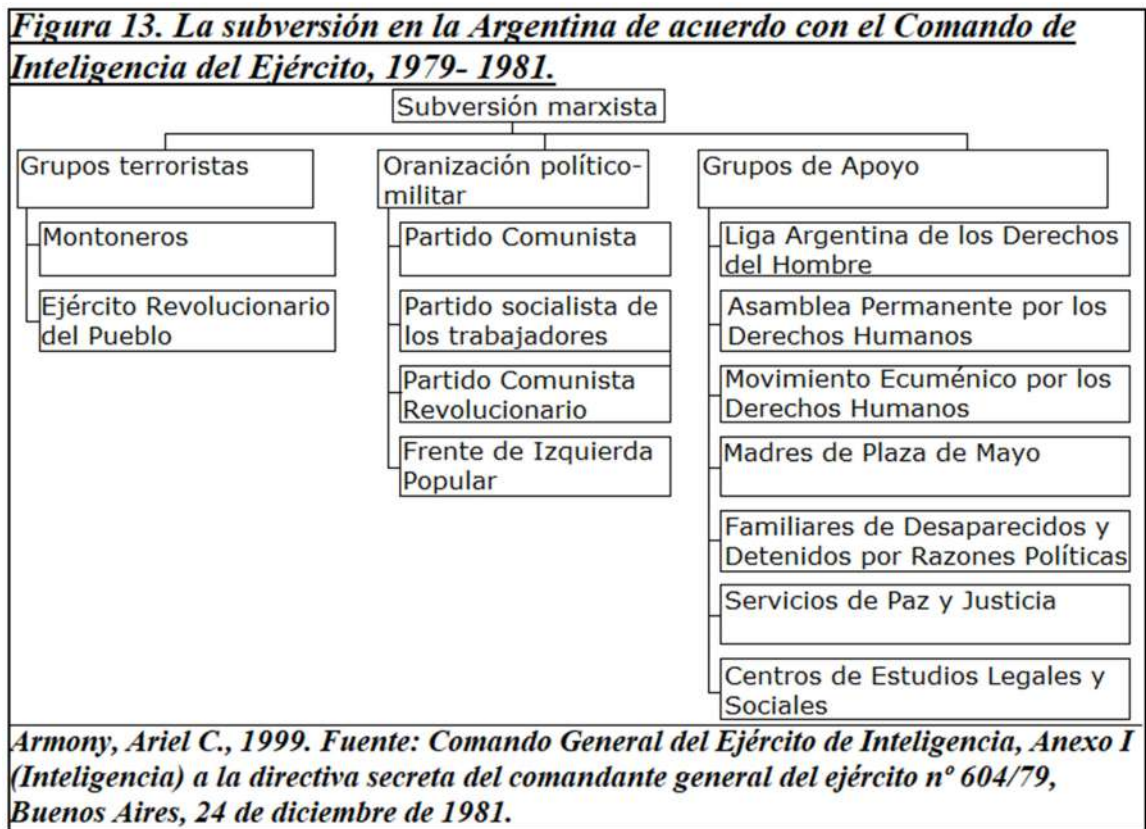 Figura 13. La subversión en la Argentina de acuerdo con el Comando de
Inteligencia del Ejército, 1979- 1981.
Subversión marxista
Grupos terroristas
Montoneros
Ejército Revolucionario
del Pueblo
Oranización político-
militar
Partido Comunista
Partido socialista de
los trabajadores
Partido Comunista
Revolucionario
Frente de Izquierda
Popular
Grupos de Apoyo
Liga Argentina de los Derechos
del Hombre
Asamblea Permanente por los
Derechos Humanos
Movimiento Ecuménico por los
Derechos Humanos
Madres de Plaza de Mayo
Familiares de Desaparecidos y
Detenidos por Razones Políticas
Servicios de Paz y Justicia
Centros de Estudios Legales y
Sociales
Armony, Ariel C., 1999. Fuente: Comando General del Ejército de Inteligencia, Anexo I
(Inteligencia) a la directiva secreta del comandante general del ejército nº 604/79,
Buenos Aires, 24 de diciembre de 1981.